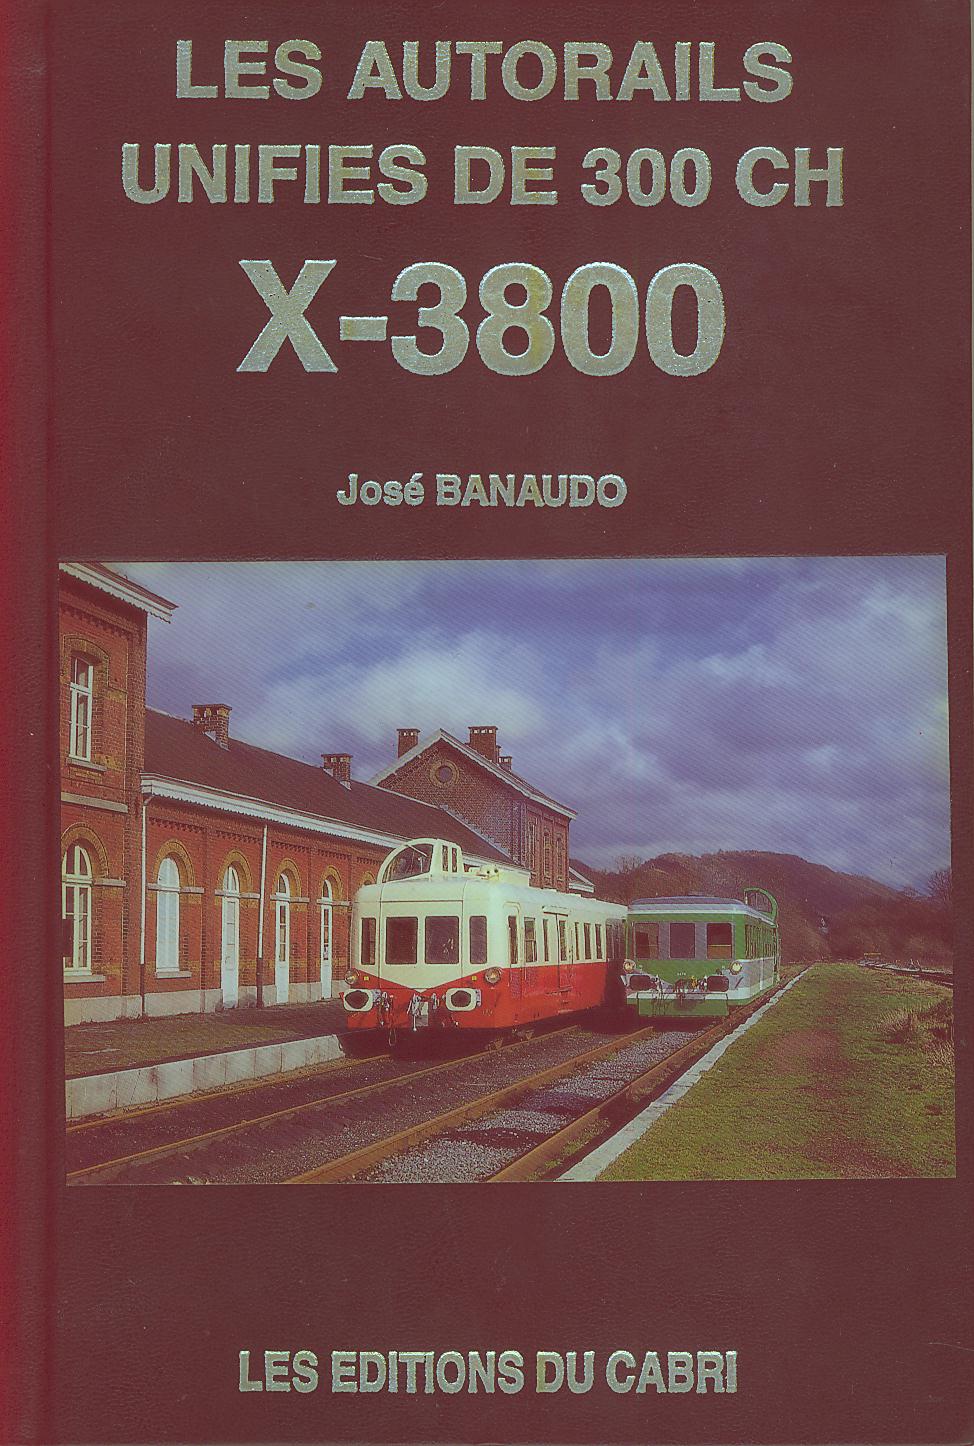 LES AUTORAILS
UNIFIES DE 300 CH
X-3800
José BANAUDO
LES EDITIONS DU CABRI